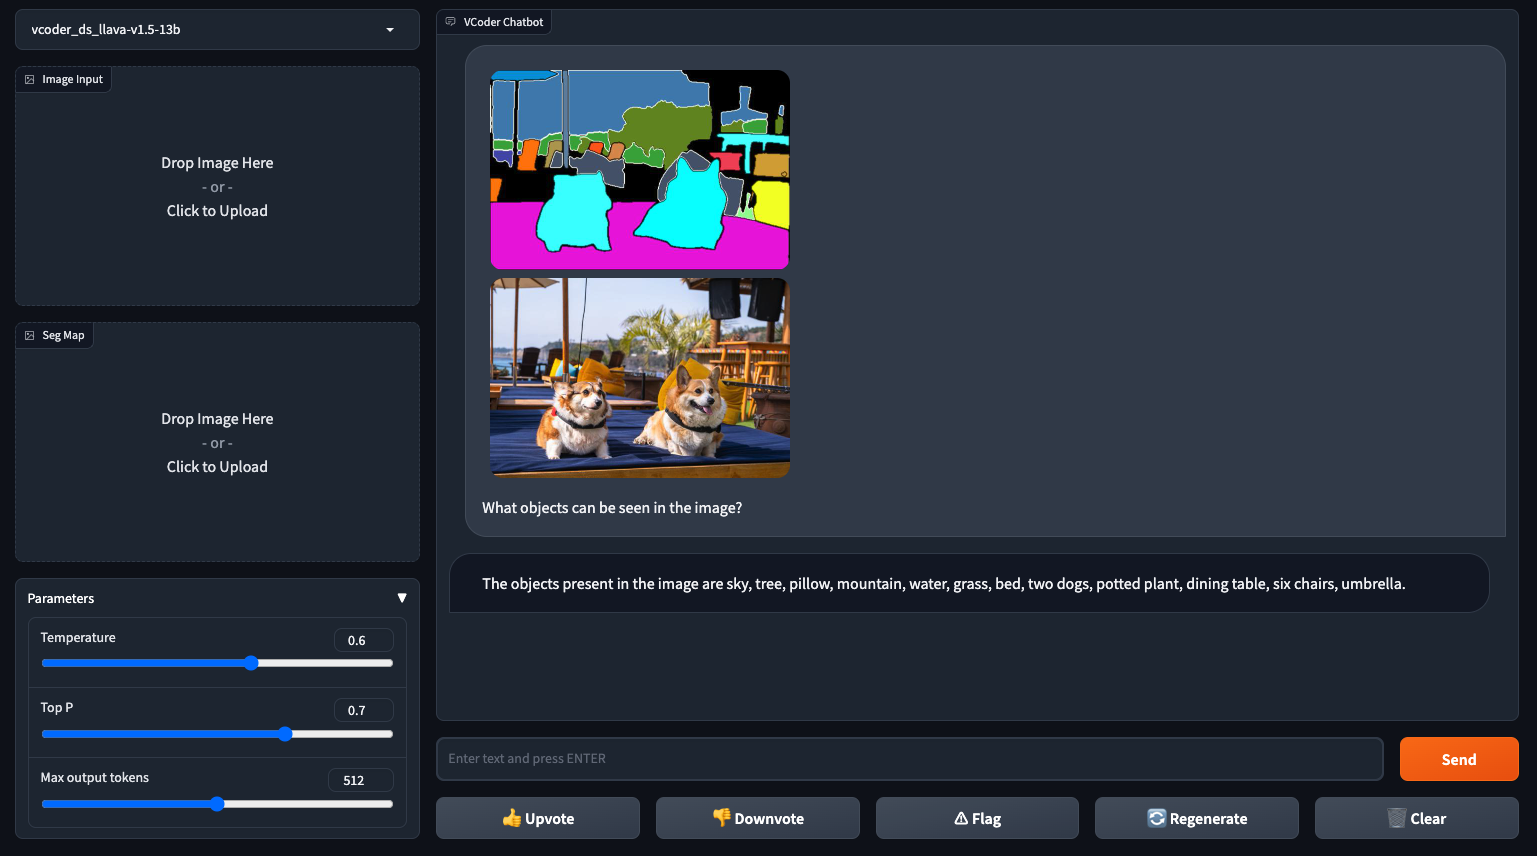 vcoder_ds_llava-v1.5-13b
Image Input
Drop Image Here
- or -
Click to Upload
Seg Map
Drop Image Here
- or -
Click to Upload
Parameters
Temperature
0.6
Top P
0.7
Max output tokens
512
VCoder Chatbot
What objects can be seen in the image?
The objects present in the image are sky, tree, pillow, mountain, water, grass, bed, two dogs, potted plant, dining table, six chairs, umbrella.
Enter text and press ENTER
Send
Upvote
Downvote
Flag
Regenerate
Clear